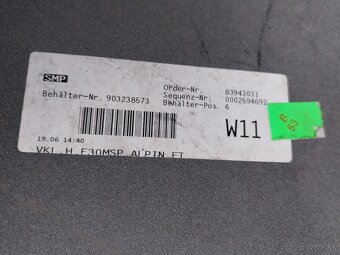 SMP
Order-Nr. 83943031
Sequenz-Nr. 0002594692
Behälter-Nr. 903238573 Behälter-Pos. 6
W11
19.06 14/40
VKL H F30MSP ALPIN FT